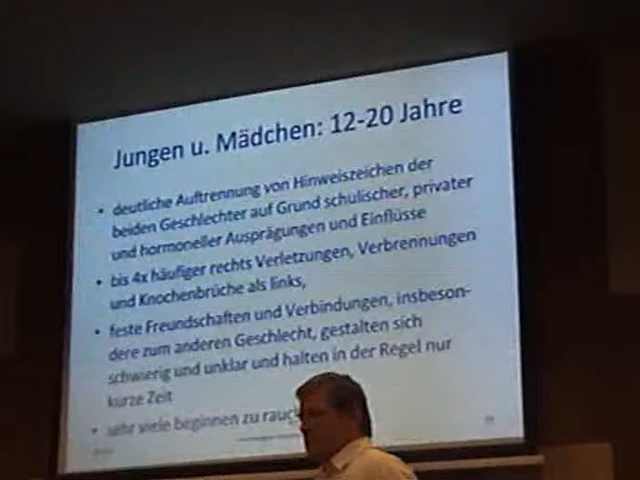 Jungen u. Mädchen: 12-20 Jahre
• deutliche Auftrennung von Hinweiszeichen der
beiden Geschlechter auf Grund schulischer, privater
und hormoneller Ausprägungen und Einflüsse
• bis 4x häufiger rechts Verletzungen, Verbrennungen
und Knochenbrüche als links,
• feste Freundschaften und Verbindungen, insbeson-
dere zum anderen Geschlecht, gestalten sich
schwierig und unklar und halten in der Regel nur
kurze Zeit
• sehr viele beginnen zu